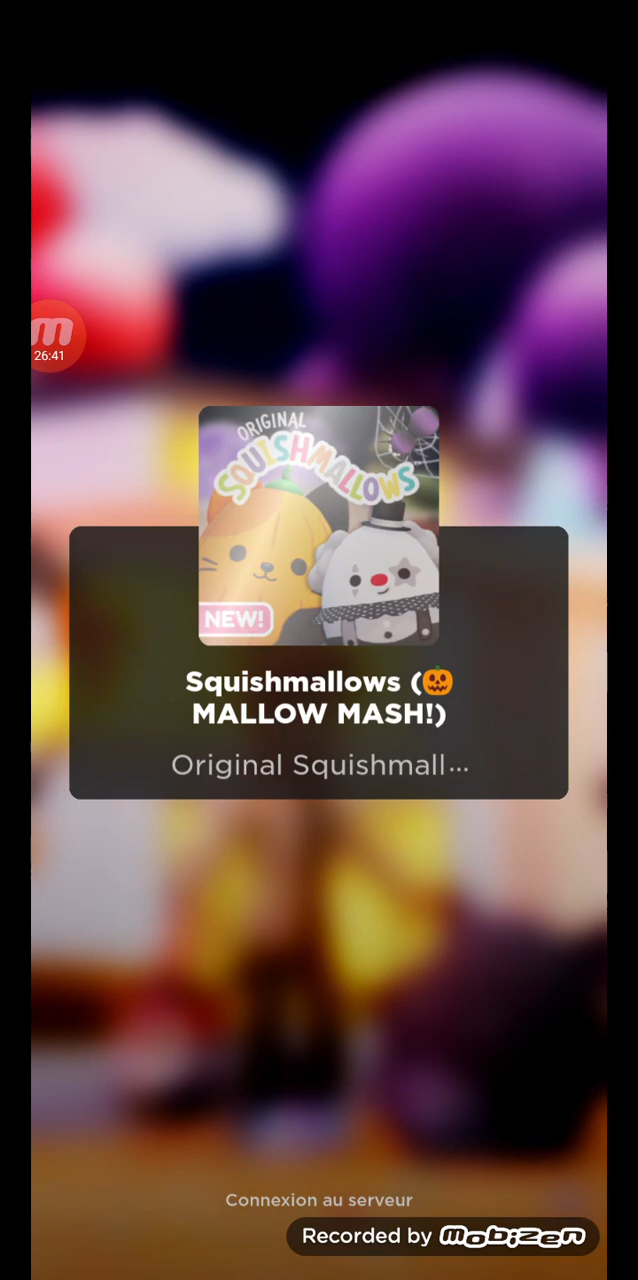 26:41
ORIGINAL
SQUISHMALLOWS
NEW!
Squishmallows (🎃
MALLOW MASH!)
Original Squishmall...
Connexion au serveur
Recorded by mobizen